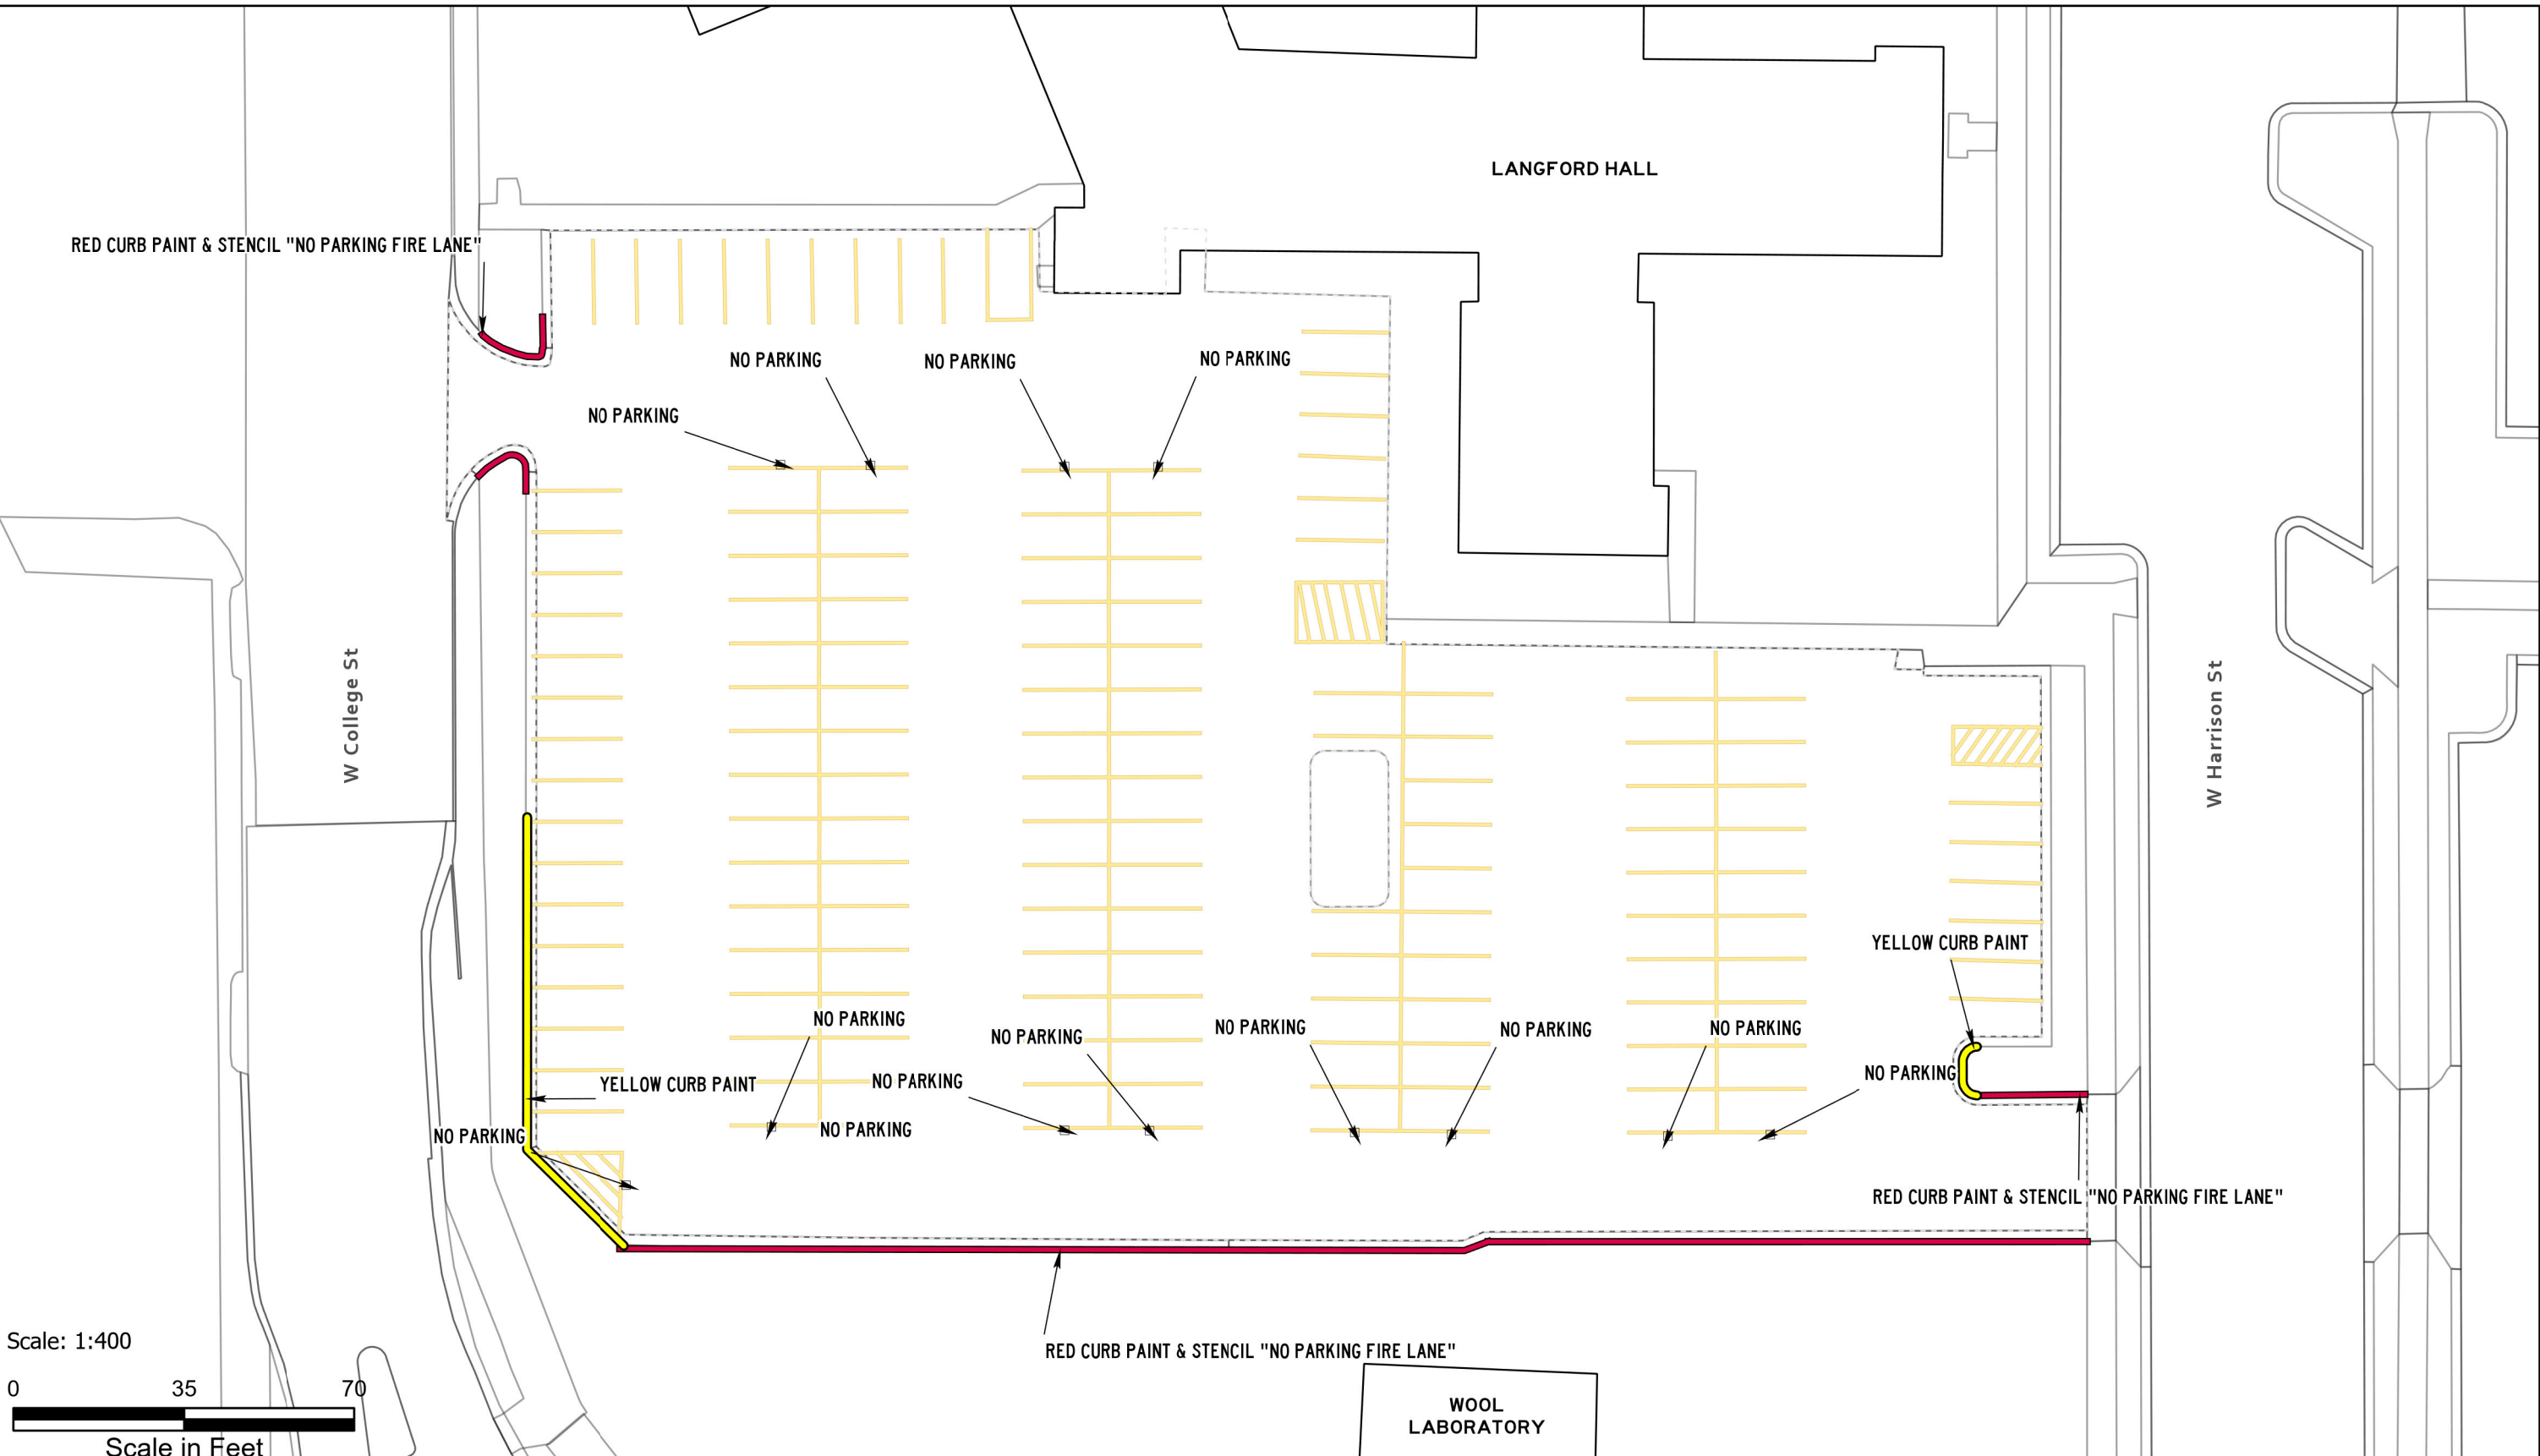 LANGFORD HALL
RED CURB PAINT & STENCIL "NO PARKING FIRE LANE"
NO PARKING
NO PARKING
NO PARKING
NO PARKING
W College St
W Harrison St
YELLOW CURB PAINT
NO PARKING
NO PARKING
NO PARKING
NO PARKING
NO PARKING
NO PARKING
YELLOW CURB PAINT
NO PARKING
NO PARKING
NO PARKING
RED CURB PAINT & STENCIL "NO PARKING FIRE LANE"
Scale: 1:400
RED CURB PAINT & STENCIL "NO PARKING FIRE LANE"
0 35 70
Scale in Feet
WOOL
LABORATORY